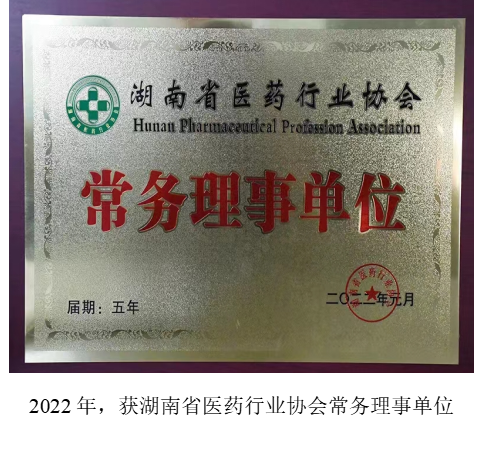 湖南省医药行业协会
Hunan Pharmaceutical Profession Association
常务理事单位
届期：五年
二〇二二年元月
2022 年，获湖南省医药行业协会常务理事单位